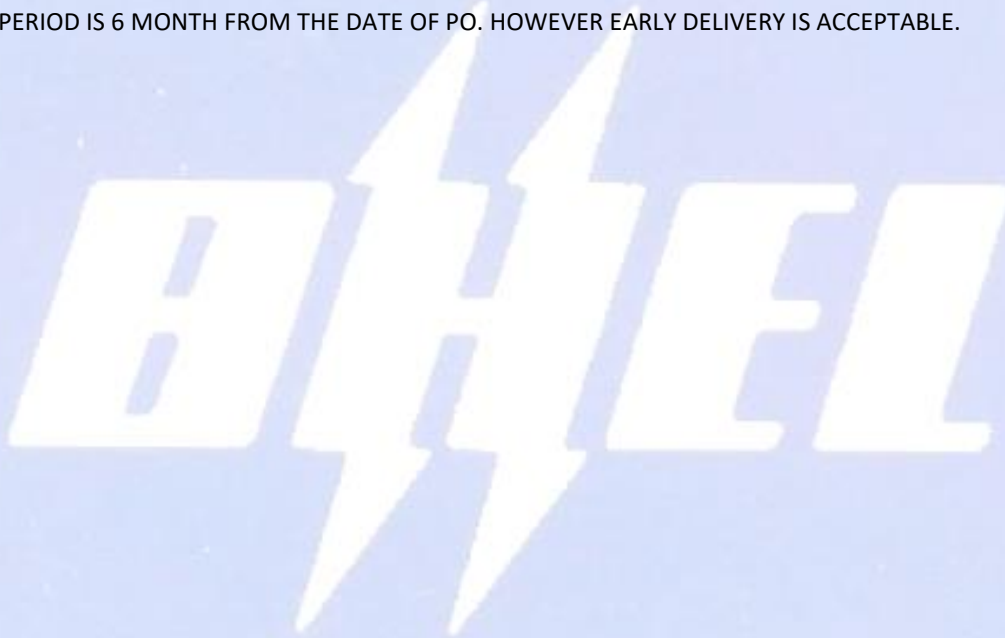 PERIOD IS 6 MONTH FROM THE DATE OF PO. HOWEVER EARLY DELIVERY IS ACCEPTABLE.
BHEL